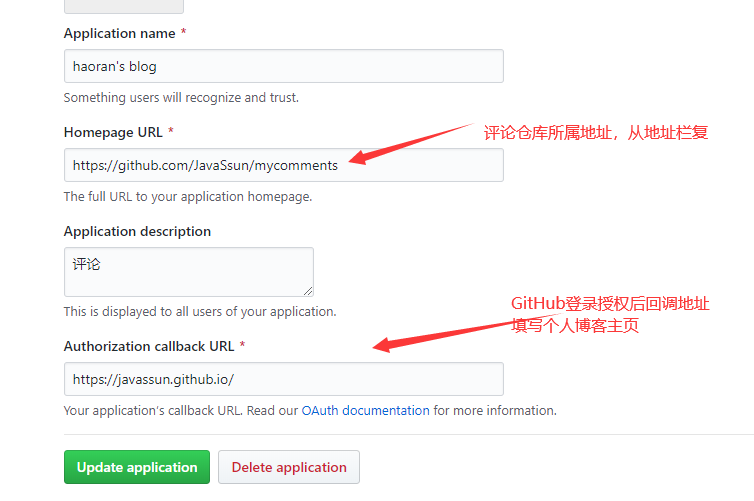 Application name *
haoran's blog
Something users will recognize and trust.
Homepage URL *
评论仓库所属地址，从地址栏复
https://github.com/JavaSsun/mycomments
The full URL to your application homepage.
Application description
评论
This is displayed to all users of your application.
GitHub登录授权后回调地址
填写个人博客主页
Authorization callback URL *
https://javassun.github.io/
Your application's callback URL. Read our OAuth documentation for more information.
Update application
Delete application